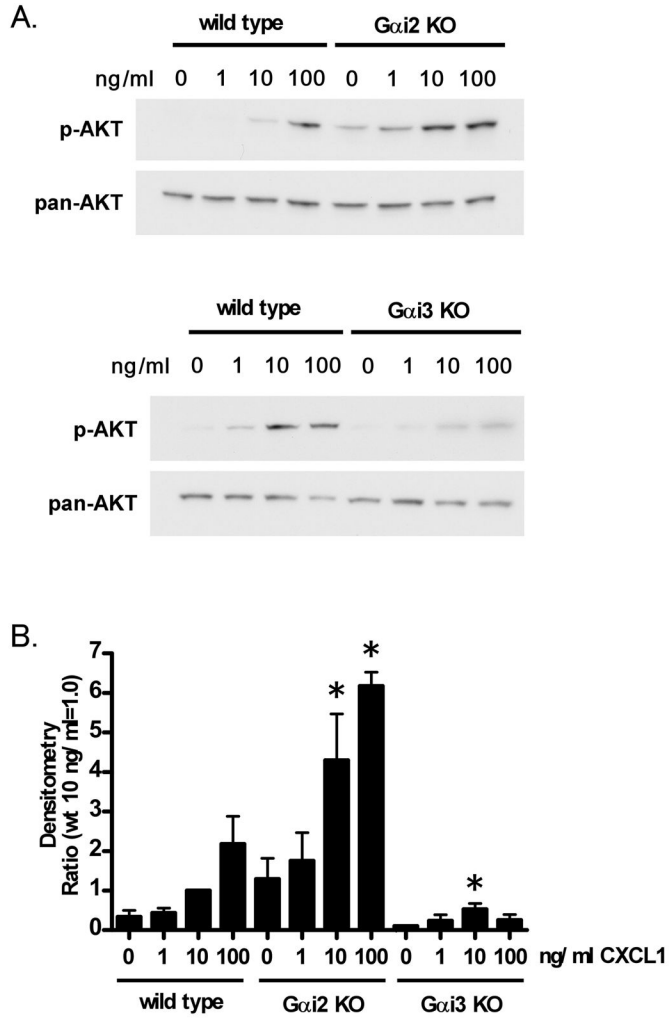 A.
wild type Gαi2 KO
ng/ml 0 1 10 100 0 1 10 100
p-AKT
pan-AKT
wild type Gαi3 KO
ng/ml 0 1 10 100 0 1 10 100
p-AKT
pan-AKT
B.
Densitometry
Ratio (wt 10 ng/ ml=1.0)
7
6
5
4
3
2
1
0
* * *
0 1 10 100 0 1 10 100 0 1 10 100 ng/ ml CXCL1
wild type Gαi2 KO Gαi3 KO